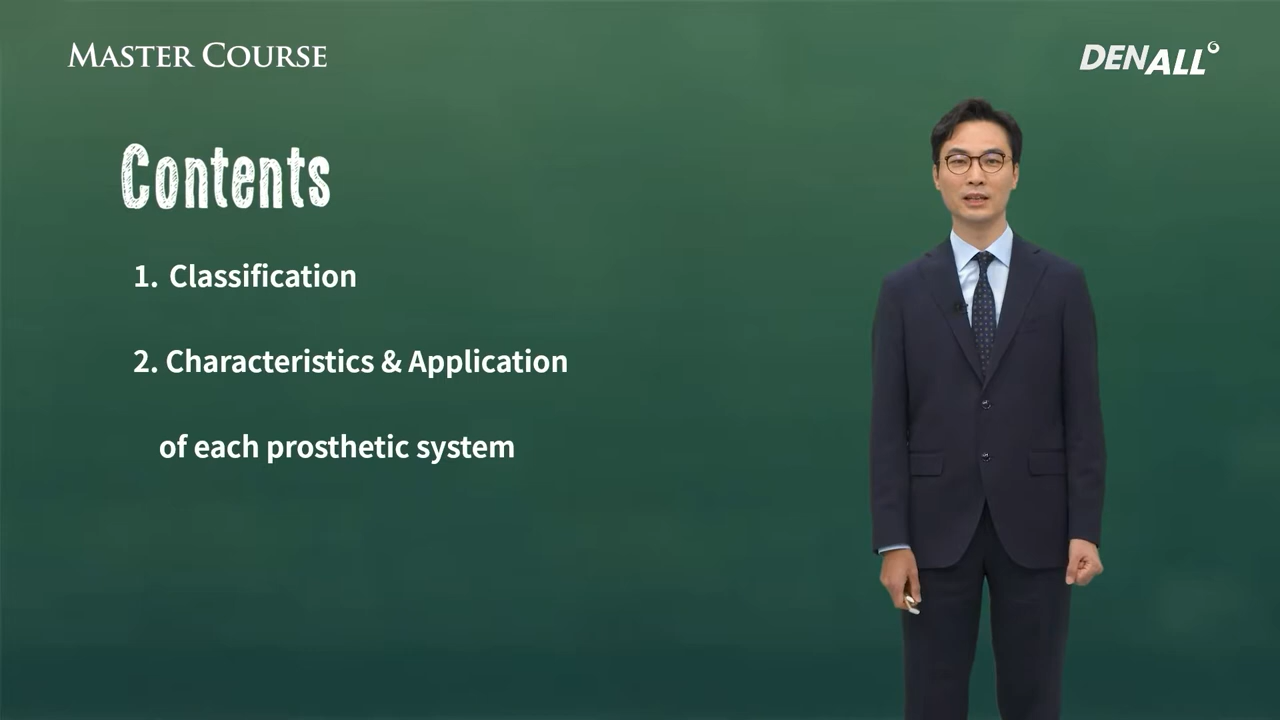 MASTER COURSE
DENALL
Contents
1. Classification
2. Characteristics & Application
of each prosthetic system